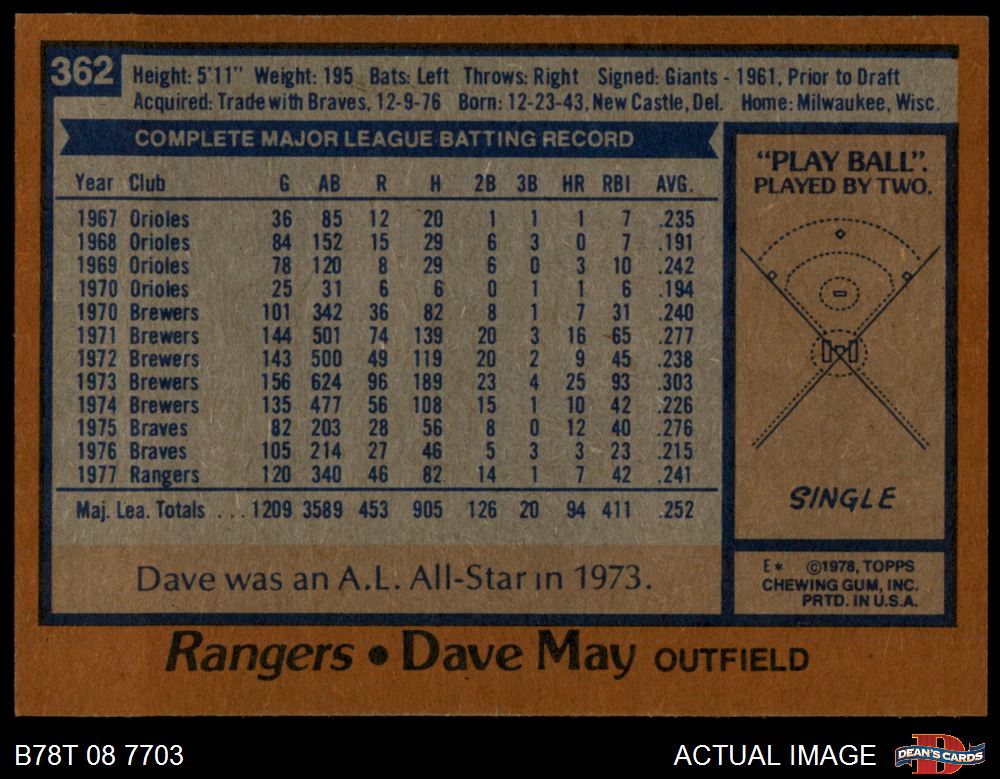 362
Height: 5'11" Weight: 195 Bats: Left Throws: Right Signed: Giants - 1961, Prior to Draft
Acquired: Trade with Braves, 12-9-76 Born: 12-23-43, New Castle, Del. Home: Milwaukee, Wisc.
COMPLETE MAJOR LEAGUE BATTING RECORD
Year Club G AB R H 2B 3B HR RBI AVG.
1967 Orioles 36 85 12 20 1 1 1 7 .235
1968 Orioles 84 152 15 29 6 3 0 7 .191
1969 Orioles 78 120 8 29 6 0 3 10 .242
1970 Orioles 25 31 6 6 0 1 1 6 .194
1970 Brewers 101 342 36 82 8 1 7 31 .240
1971 Brewers 144 501 74 139 20 3 16 65 .277
1972 Brewers 143 500 49 119 20 2 9 45 .238
1973 Brewers 156 624 96 189 23 4 25 93 .303
1974 Brewers 135 477 56 108 15 1 10 42 .226
1975 Braves 82 203 28 56 8 0 12 40 .276
1976 Braves 105 214 27 46 5 3 3 23 .215
1977 Rangers 120 340 46 82 14 1 7 42 .241
Maj. Lea. Totals ... 1209 3589 453 905 126 20 94 411 .252
Dave was an A.L. All-Star in 1973.
"PLAY BALL".
PLAYED BY TWO.
SINGLE
E* ©1978, TOPPS
CHEWING GUM, INC.
PRTD. IN U.S.A.
Rangers • Dave May OUTFIELD
B78T 08 7703
ACTUAL IMAGE
DEAN'S CARDS